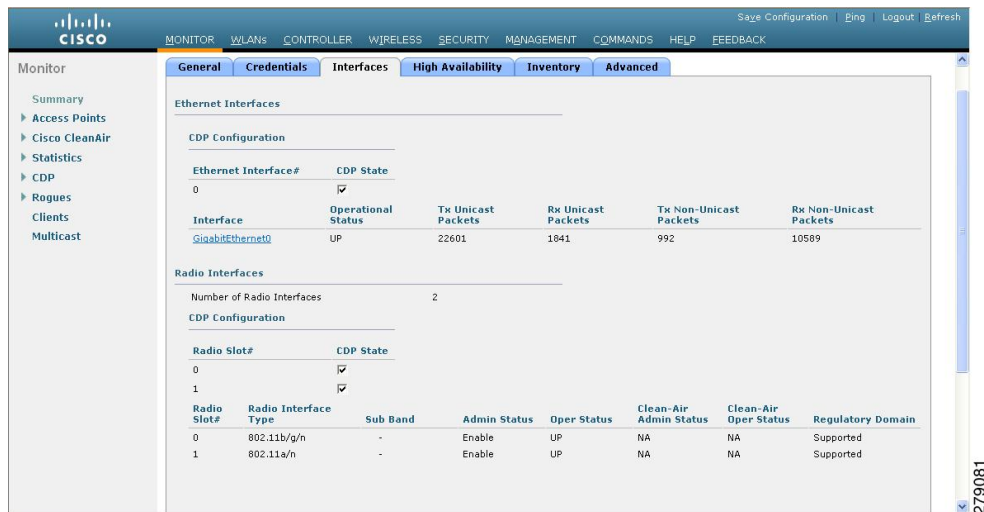 Save Configuration | Ping | Logout | Refresh
CISCO
MONITOR WLANs CONTROLLER WIRELESS SECURITY MANAGEMENT COMMANDS HELP FEEDBACK
Monitor
Summary
Access Points
Cisco CleanAir
Statistics
CDP
Rogues
Clients
Multicast
General Credentials Interfaces High Availability Inventory Advanced
Ethernet Interfaces
CDP Configuration
Ethernet Interface# CDP State
0
Interface Operational Status Tx Unicast Packets Rx Unicast Packets Tx Non-Unicast Packets Rx Non-Unicast Packets
GigabitEthernet0 UP 22601 1841 992 10589
Radio Interfaces
Number of Radio Interfaces 2
CDP Configuration
Radio Slot# CDP State
0
1
Radio Slot# Radio Interface Type Sub Band Admin Status Oper Status Clean-Air Admin Status Clean-Air Oper Status Regulatory Domain
0 802.11b/g/n - Enable UP NA NA Supported
1 802.11a/n - Enable UP NA NA Supported
279081